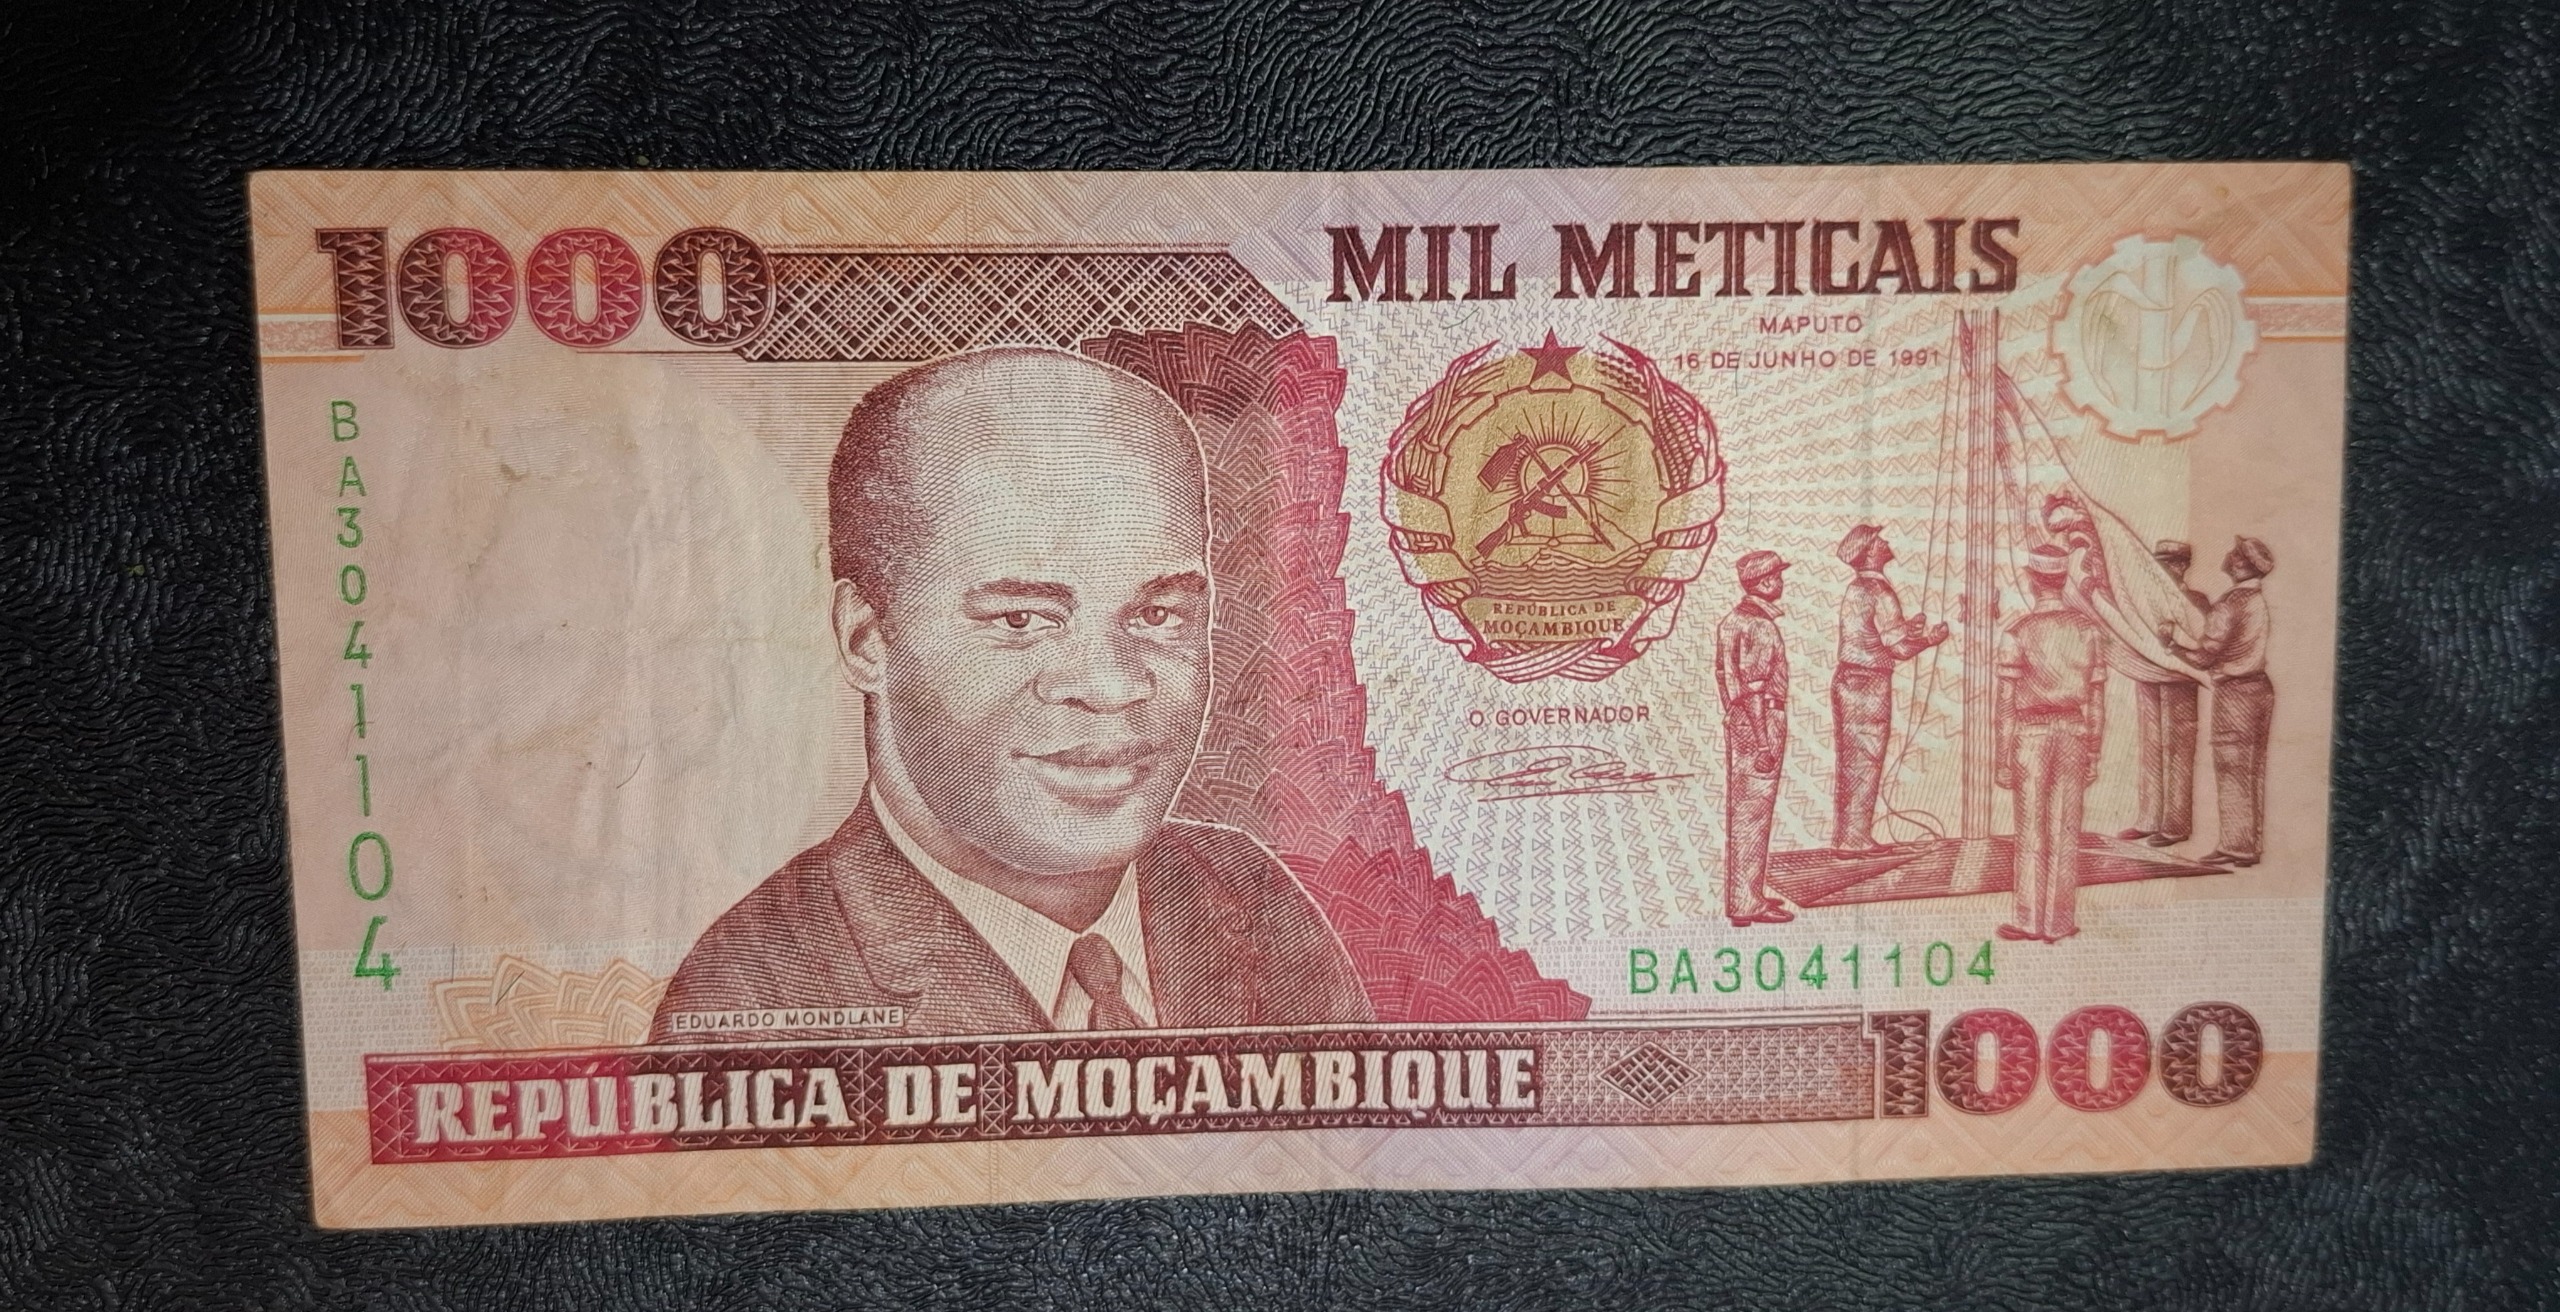 1000
MIL METICAIS
MAPUTO
16 DE JUNHO DE 1991
BA3041104
REPÚBLICA DE
MOÇAMBIQUE
O GOVERNADOR
BA3041104
EDUARDO MONDLANE
REPÚBLICA DE MOÇAMBIQUE
1000